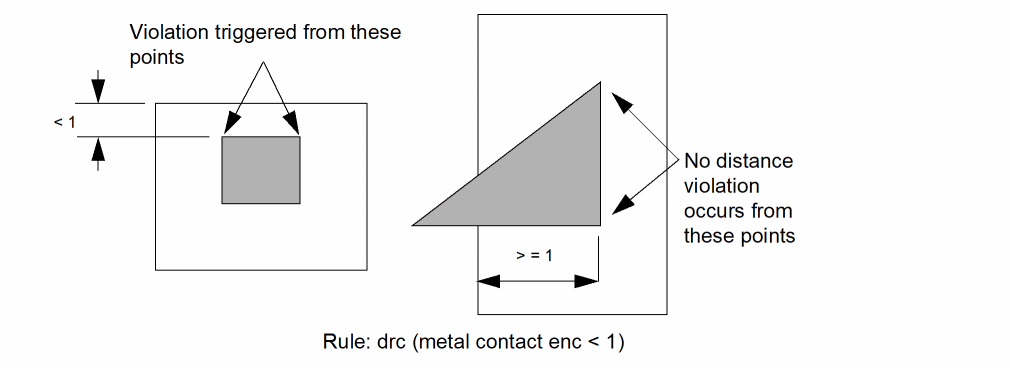 Violation triggered from these
points
< 1
No distance
violation
occurs from
these points
> = 1
Rule: drc (metal contact enc < 1)